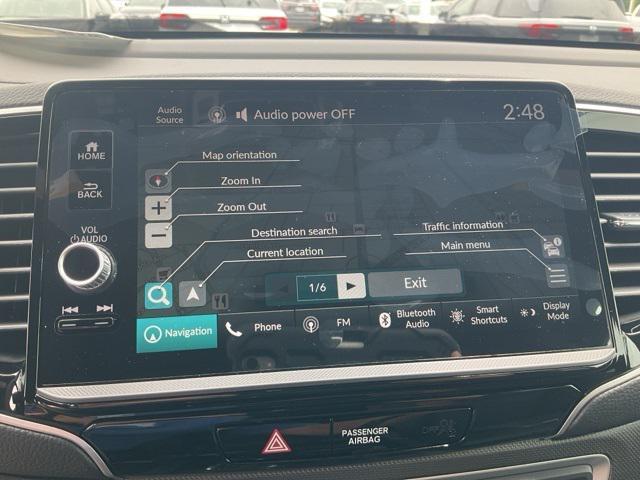 Audio
Source
Audio power OFF
2:48
HOME
BACK
VOL
AUDIO
Map orientation
Zoom In
Zoom Out
Destination search
Current location
Traffic information
Main menu
1/6
Exit
Navigation
Phone
FM
Bluetooth
Audio
Smart
Shortcuts
Display
Mode
PASSENGER
AIRBAG